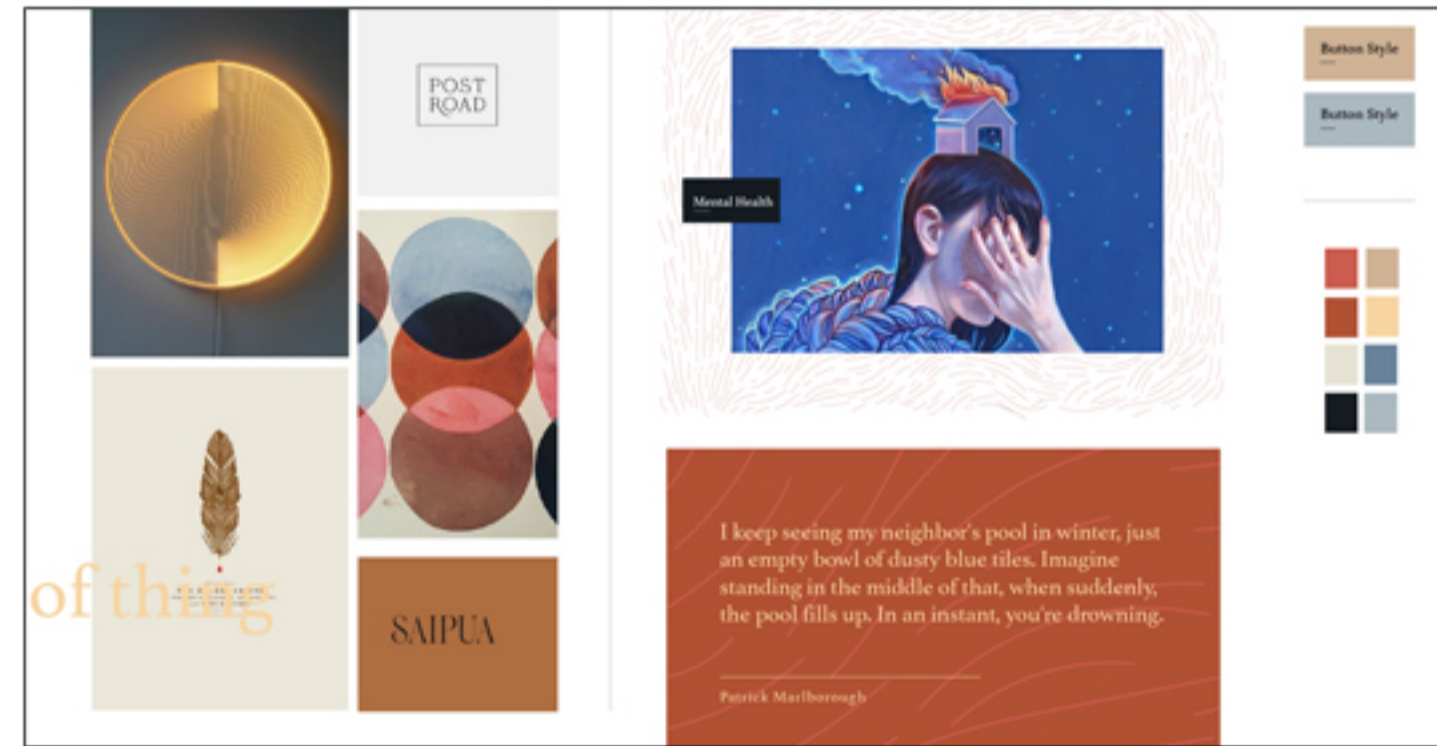 POST
ROAD
of thing
SAIPUA
Mental Health
I keep seeing my neighbor's pool in winter, just
an empty bowl of dusty blue tiles. Imagine
standing in the middle of that, when suddenly,
the pool fills up. In an instant, you're drowning.
Patrick Marlborough
Button Style
Button Style